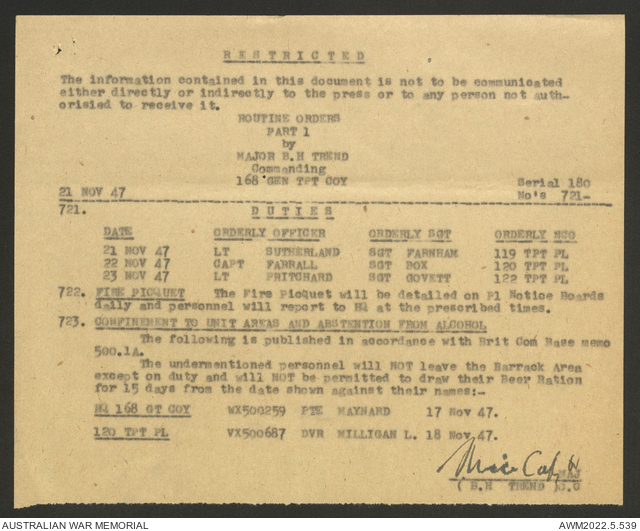 RESTRICTED
The information contained in this document is not to be communicated
either directly or indirectly to the press or to any person not auth-
orisied to receive it.
ROUTINE ORDERS
PART 1
by
MAJOR B.H TREND
Commanding
168 GEN TPT COY
Serial 180
21 NOV 47 No's 721-
721. DUTIES
DATE ORDERLY OFFICER ORDERLY SGT ORDERLY NCO
21 NOV 47 LT SUTHERLAND SGT FARNHAM 119 TPT PL
22 NOV 47 CAPT FARRALL SGT BOX 120 TPT PL
23 NOV 47 LT PRITCHARD SGT GOVETT 122 TPT PL
722. FIRE PICQUET The Fire Picquet will be detailed on Pl Notice Boards
daily and personnel will report to HQ at the prescribed times.
723. CONFINEMENT TO UNIT AREAS AND ABSTENTION FROM ALCOHOL
The following is published in accordance with Brit Com Base memo
500.1A.
The undermentioned personnel will NOT leave the Barrack Area
except on duty and will NOT be permitted to draw their Beer Ration
for 15 days from the date shown against their names:-
HQ 168 GT COY WX500259 PTE MAYNARD 17 Nov 47.
120 TPT PL VX500687 DVR MILLIGAN L. 18 Nov 47.
MAJ
( B.H TREND )O.C
AUSTRALIAN WAR MEMORIAL AWM2022.5.539